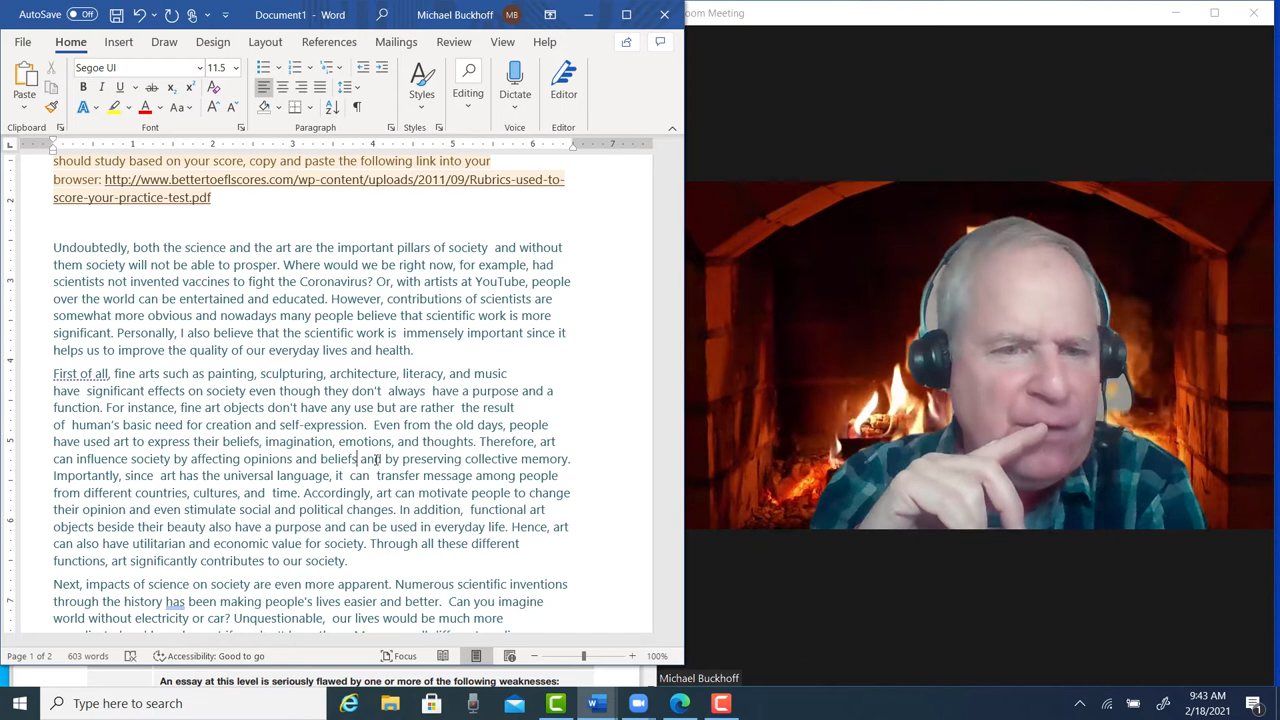 AutoSave
Document1
Michael Buckhoff
MB
oom Meeting
File
Home
Insert
Draw
Design
Layout
References
Mailings
Review
View
Help
Paste
Segoe UI
11.5
B I U ab x₂ x²
A Aa A A
Styles
Editing
Dictate
Editor
Clipboard
Font
Paragraph
Styles
Voice
Editor
1 2 3 4 5 6 7
should study based on your score, copy and paste the following link into your
browser: http://www.bettertoeflscores.com/wp-content/uploads/2011/09/Rubrics-used-to-
score-your-practice-test.pdf
Undoubtedly, both the science and the art are the important pillars of society  and without
them society will not be able to prosper. Where would we be right now, for example, had
scientists not invented vaccines to fight the Coronavirus? Or, with artists at YouTube, people
over the world can be entertained and educated. However, contributions of scientists are
somewhat more obvious and nowadays many people believe that scientific work is more
significant. Personally, I also believe that the scientific work is  immensely important since it
helps us to improve the quality of our everyday lives and health.
First of all, fine arts such as painting, sculpturing, architecture, literacy, and music
have  significant effects on society even though they don't  always  have a purpose and a
function. For instance, fine art objects don't have any use but are rather  the result
of  human's basic need for creation and self-expression.  Even from the old days, people
have used art to express their beliefs, imagination, emotions, and thoughts. Therefore, art
can influence society by affecting opinions and beliefs and by preserving collective memory.
Importantly, since  art has the universal language, it  can  transfer message among people
from different countries, cultures, and  time. Accordingly, art can motivate people to change
their opinion and even stimulate social and political changes. In addition,  functional art
objects beside their beauty also have a purpose and can be used in everyday life. Hence, art
can also have utilitarian and economic value for society. Through all these different
functions, art significantly contributes to our society.
Next, impacts of science on society are even more apparent. Numerous scientific inventions
through the history has been making people's lives easier and better.  Can you imagine
world without electricity or car? Unquestionable,  our lives would be much more
Page 1 of 2
603 words
Accessibility: Good to go
Focus
100%
An essay at this level is seriously flawed by one or more of the following weaknesses:
Michael Buckhoff
Type here to search
9:43 AM
2/18/2021
1